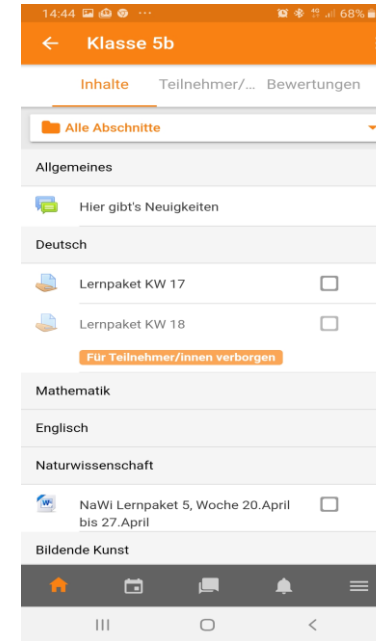 14:44 68%
Klasse 5b
Inhalte Teilnehmer/... Bewertungen
Alle Abschnitte
Allgemeines
Hier gibt's Neuigkeiten
Deutsch
Lernpaket KW 17
Lernpaket KW 18
Für Teilnehmer/innen verborgen
Mathematik
Englisch
Naturwissenschaft
NaWi Lernpaket 5, Woche 20.April
bis 27.April
Bildende Kunst